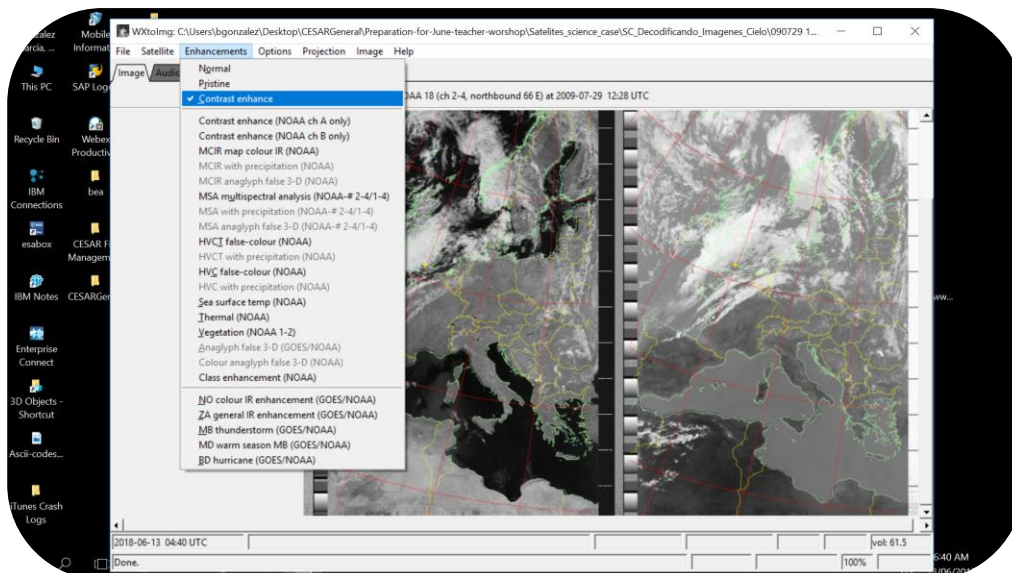 WXtoImg: C:\Users\bgonzalez\Desktop\CESARGeneral\Preparation-for-June-teacher-worshop\Satelites_science_case\SC_Decodificando_Imagenes_Cielo\090729 1...
File Satellite Enhancements Options Projection Image Help
Image Audio
Normal
Pristine
Contrast enhance
NOAA 18 (ch 2-4, northbound 66 E) at 2009-07-29 12:28 UTC
Contrast enhance (NOAA ch A only)
Contrast enhance (NOAA ch B only)
MCIR map colour IR (NOAA)
MCIR with precipitation (NOAA)
MCIR anaglyph false 3-D (NOAA)
MSA multispectral analysis (NOAA-# 2-4/1-4)
MSA with precipitation (NOAA-# 2-4/1-4)
MSA anaglyph false 3-D (NOAA-# 2-4/1-4)
HVCT false-colour (NOAA)
HVCT with precipitation (NOAA)
HVC false-colour (NOAA)
HVC with precipitation (NOAA)
Sea surface temp (NOAA)
Thermal (NOAA)
Vegetation (NOAA 1-2)
Anaglyph false 3-D (GOES/NOAA)
Colour anaglyph false 3-D (NOAA)
Class enhancement (NOAA)
NO colour IR enhancement (GOES/NOAA)
ZA general IR enhancement (GOES/NOAA)
MB thunderstorm (GOES/NOAA)
MD warm season MB (GOES/NOAA)
BD hurricane (GOES/NOAA)
2018-06-13 04:40 UTC
vol: 61.5
Done.
100%
Mobile
Informat
This PC
SAP Log
Recycle Bin
Webex
Productiv
IBM
Connections
bea
esabox
CESAR F
Managem
IBM Notes
CESARGer
Enterprise
Connect
3D Objects -
Shortcut
Ascii-codes...
iTunes Crash
Logs
ww...
6:40 AM